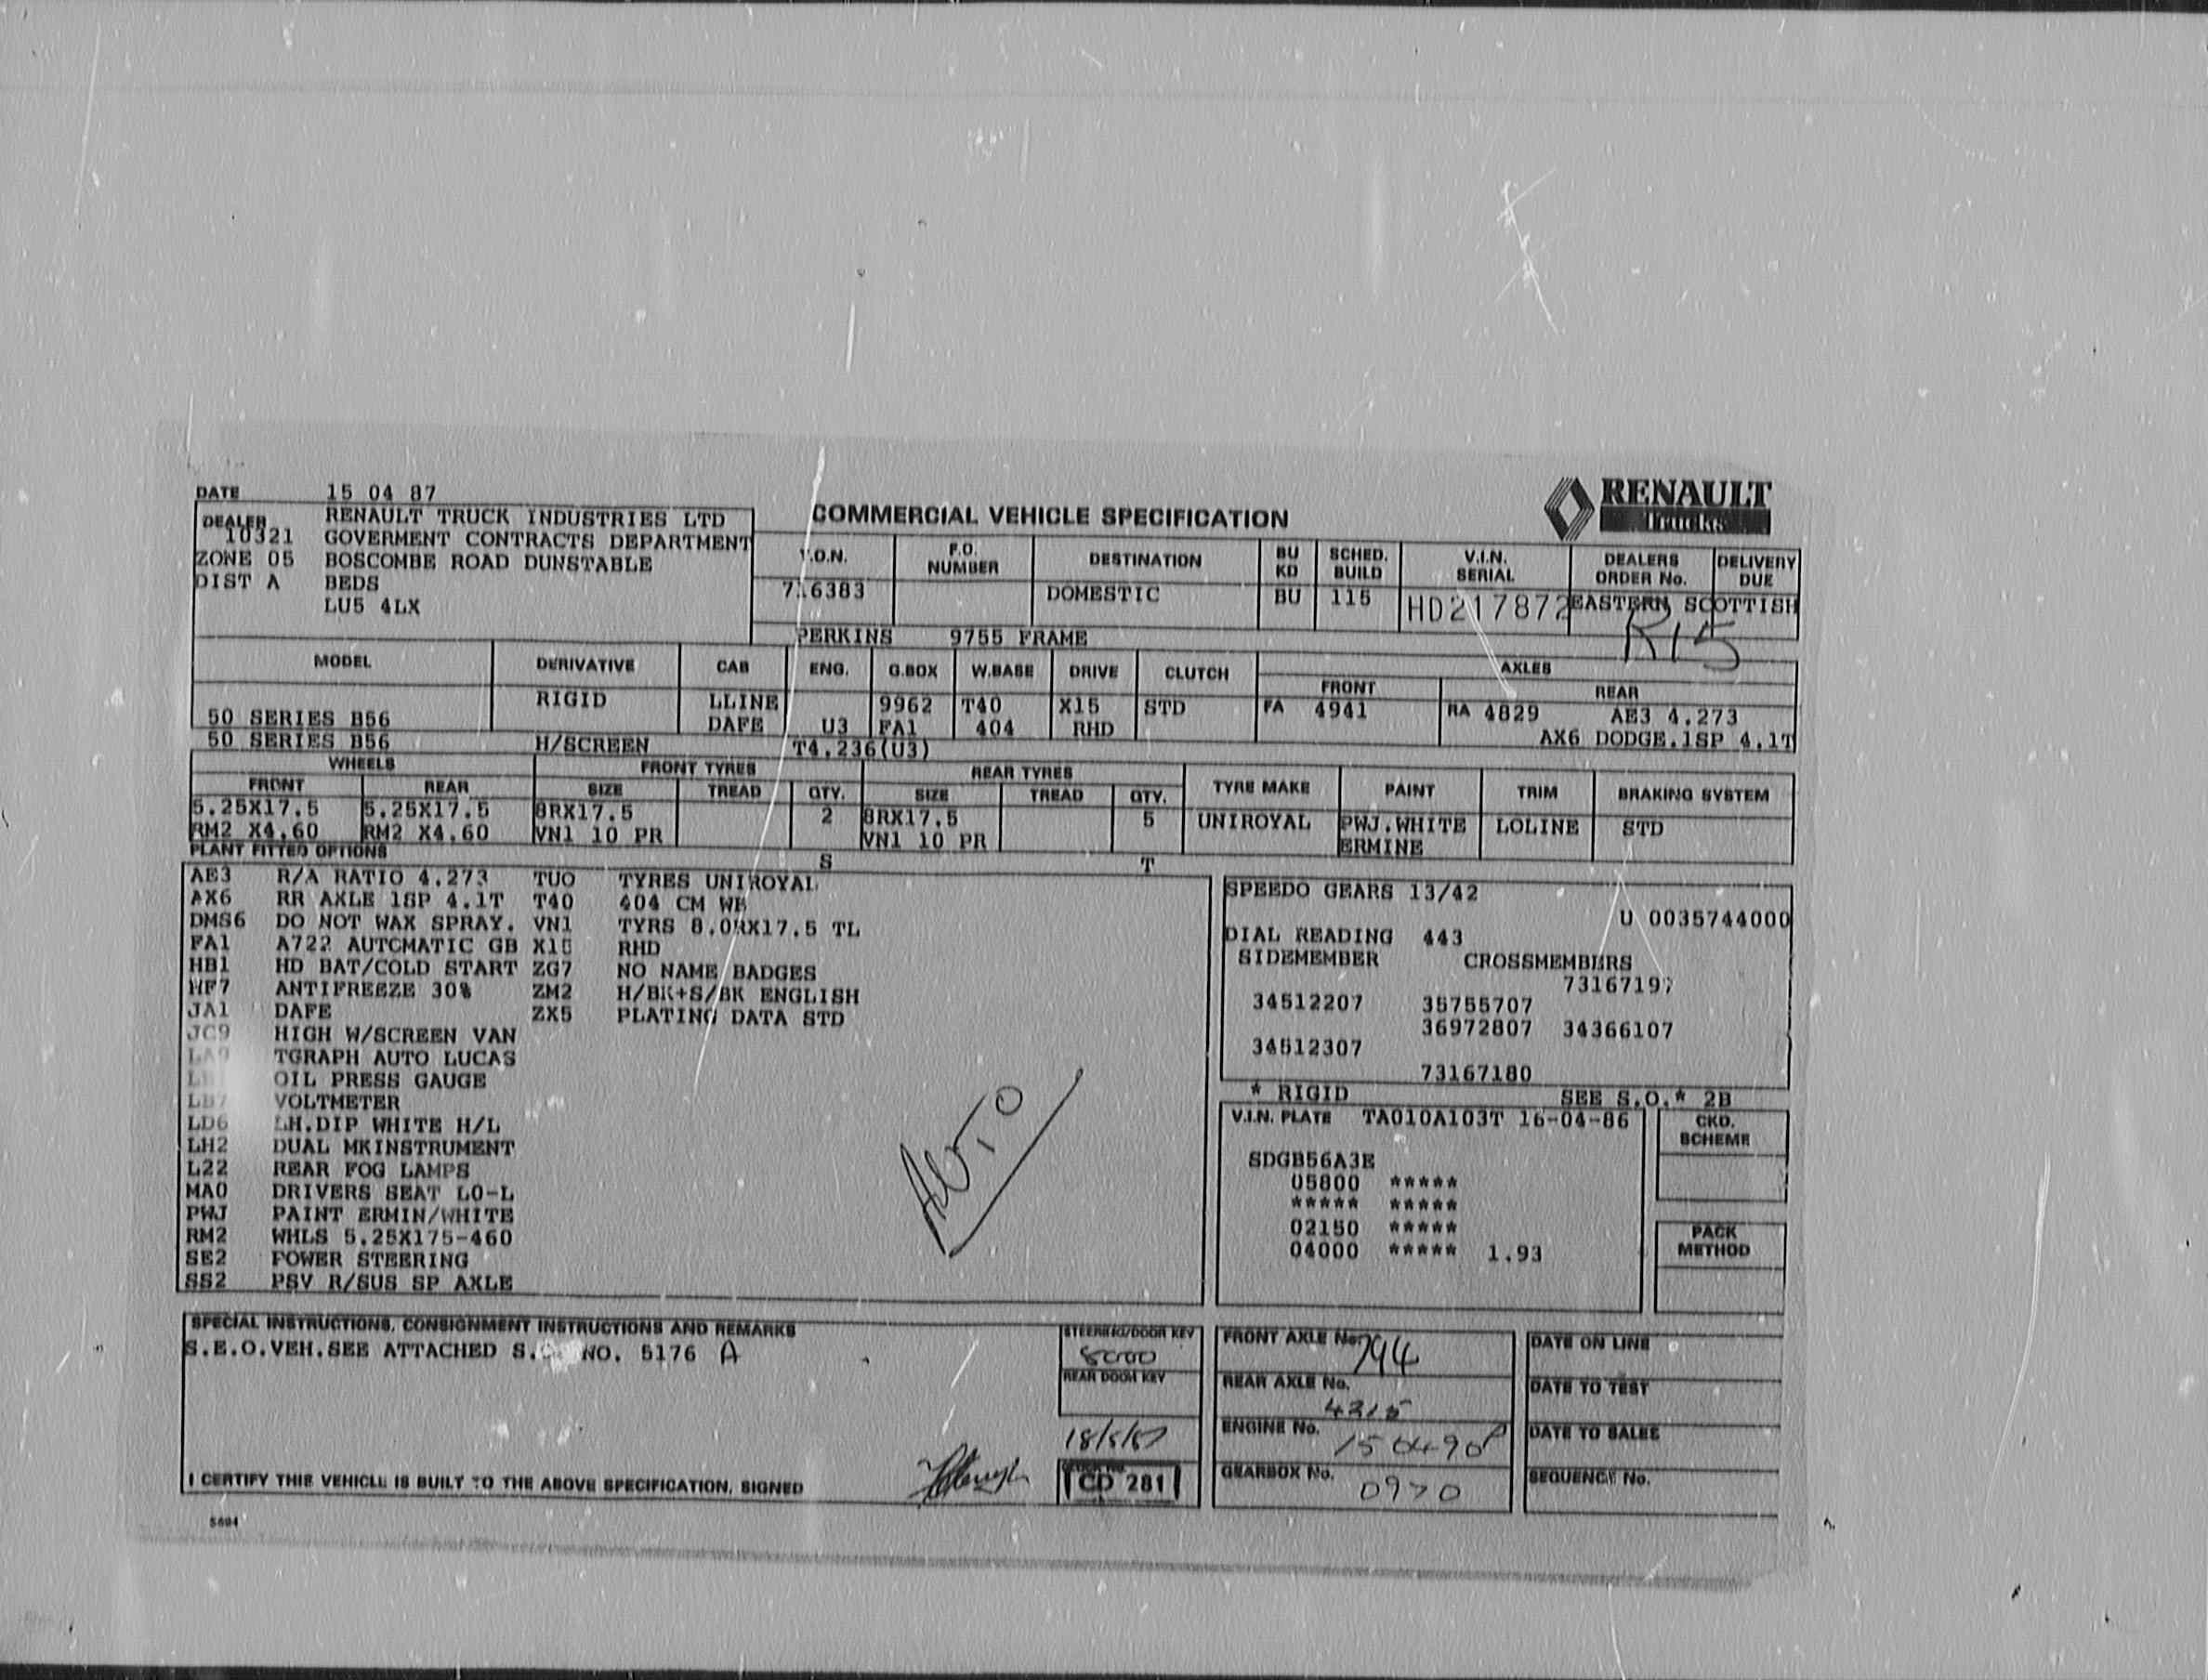 DATE 15 04 87
RENAULT
Trucks
COMMERCIAL VEHICLE SPECIFICATION
DEALER RENAULT TRUCK INDUSTRIES LTD
10321 GOVERMENT CONTRACTS DEPARTMENT
ZONE 05 BOSCOMBE ROAD DUNSTABLE
DIST A BEDS
LU5 4LX
V.O.N. F.O. NUMBER DESTINATION BU KD SCHED. BUILD V.I.N. SERIAL DEALERS ORDER No. DELIVERY DUE
DOMESTIC BU 115 HD217872 EASTERN SCOTTISH
R15
PERKINS 9755 FRAME
MODEL DERIVATIVE CAB ENG. G.BOX W.BASE DRIVE CLUTCH AXLES
FRONT REAR
RIGID LLINE 9962 T40 X15 STD FA 4941 RA 4829 AE3 4.273
50 SERIES B56 DAFE U3 FA1 404 RHD
50 SERIES B56 H/SCREEN T4.236(U3) AX6 DODGE.1SP 4.1T
WHEELS FRONT TYRES REAR TYRES TYRE MAKE PAINT TRIM BRAKING SYSTEM
FRONT REAR SIZE TREAD QTY. SIZE TREAD QTY.
5.25X17.5 5.25X17.5 8RX17.5 2 8RX17.5 5 UNIROYAL PWJ.WHITE LOLINE STD
RM2 X4.60 RM2 X4.60 VN1 10 PR VN1 10 PR ERMINE
PLANT FITTED OPTIONS S T
AE3 R/A RATIO 4.273 TUO TYRES UNIROYAL
AX6 RR AXLE 1SP 4.1T T40 404 CM WB
DMS6 DO NOT WAX SPRAY. VN1 TYRS 8.0RX17.5 TL
FA1 A722 AUTOMATIC GB X15 RHD
HB1 HD BAT/COLD START ZG7 NO NAME BADGES
HF7 ANTIFREEZE 30% ZM2 H/BK+S/BK ENGLISH
JA1 DAFE ZX5 PLATING DATA STD
JC9 HIGH W/SCREEN VAN
LA9 TGRAPH AUTO LUCAS
OIL PRESS GAUGE
LB7 VOLTMETER
LD6 LH.DIP WHITE H/L
LH2 DUAL MKINSTRUMENT
L22 REAR FOG LAMPS
MA0 DRIVERS SEAT LO-L
PWJ PAINT ERMIN/WHITE
RM2 WHLS 5.25X175-460
SE2 POWER STEERING
SS2 PSV R/SUS SP AXLE
AUTO
SPEEDO GEARS 13/42
U 0035744000
DIAL READING 443
SIDEMEMBER CROSSMEMBERS
73167197
34512207 35755707
36972807 34366107
34512307
73167180
* RIGID SEE S.O.* 2B
V.I.N. PLATE TA010A103T 16-04-86
SDGB56A3E
05800 *****
***** *****
02150 *****
04000 ***** 1.93
CKD. SCHEME
PACK METHOD
SPECIAL INSTRUCTIONS, CONSIGNMENT INSTRUCTIONS AND REMARKS
S.E.O.VEH.SEE ATTACHED NO. 5176 A
STEERING/DOOR KEY
REAR DOOR KEY
18/5/87
CD 281
FRONT AXLE No. 794
REAR AXLE No. 4315
ENGINE No. 150490P
GEARBOX No. 0970
DATE ON LINE
DATE TO TEST
DATE TO SALES
SEQUENCE No.
I CERTIFY THIS VEHICLE IS BUILT TO THE ABOVE SPECIFICATION, SIGNED